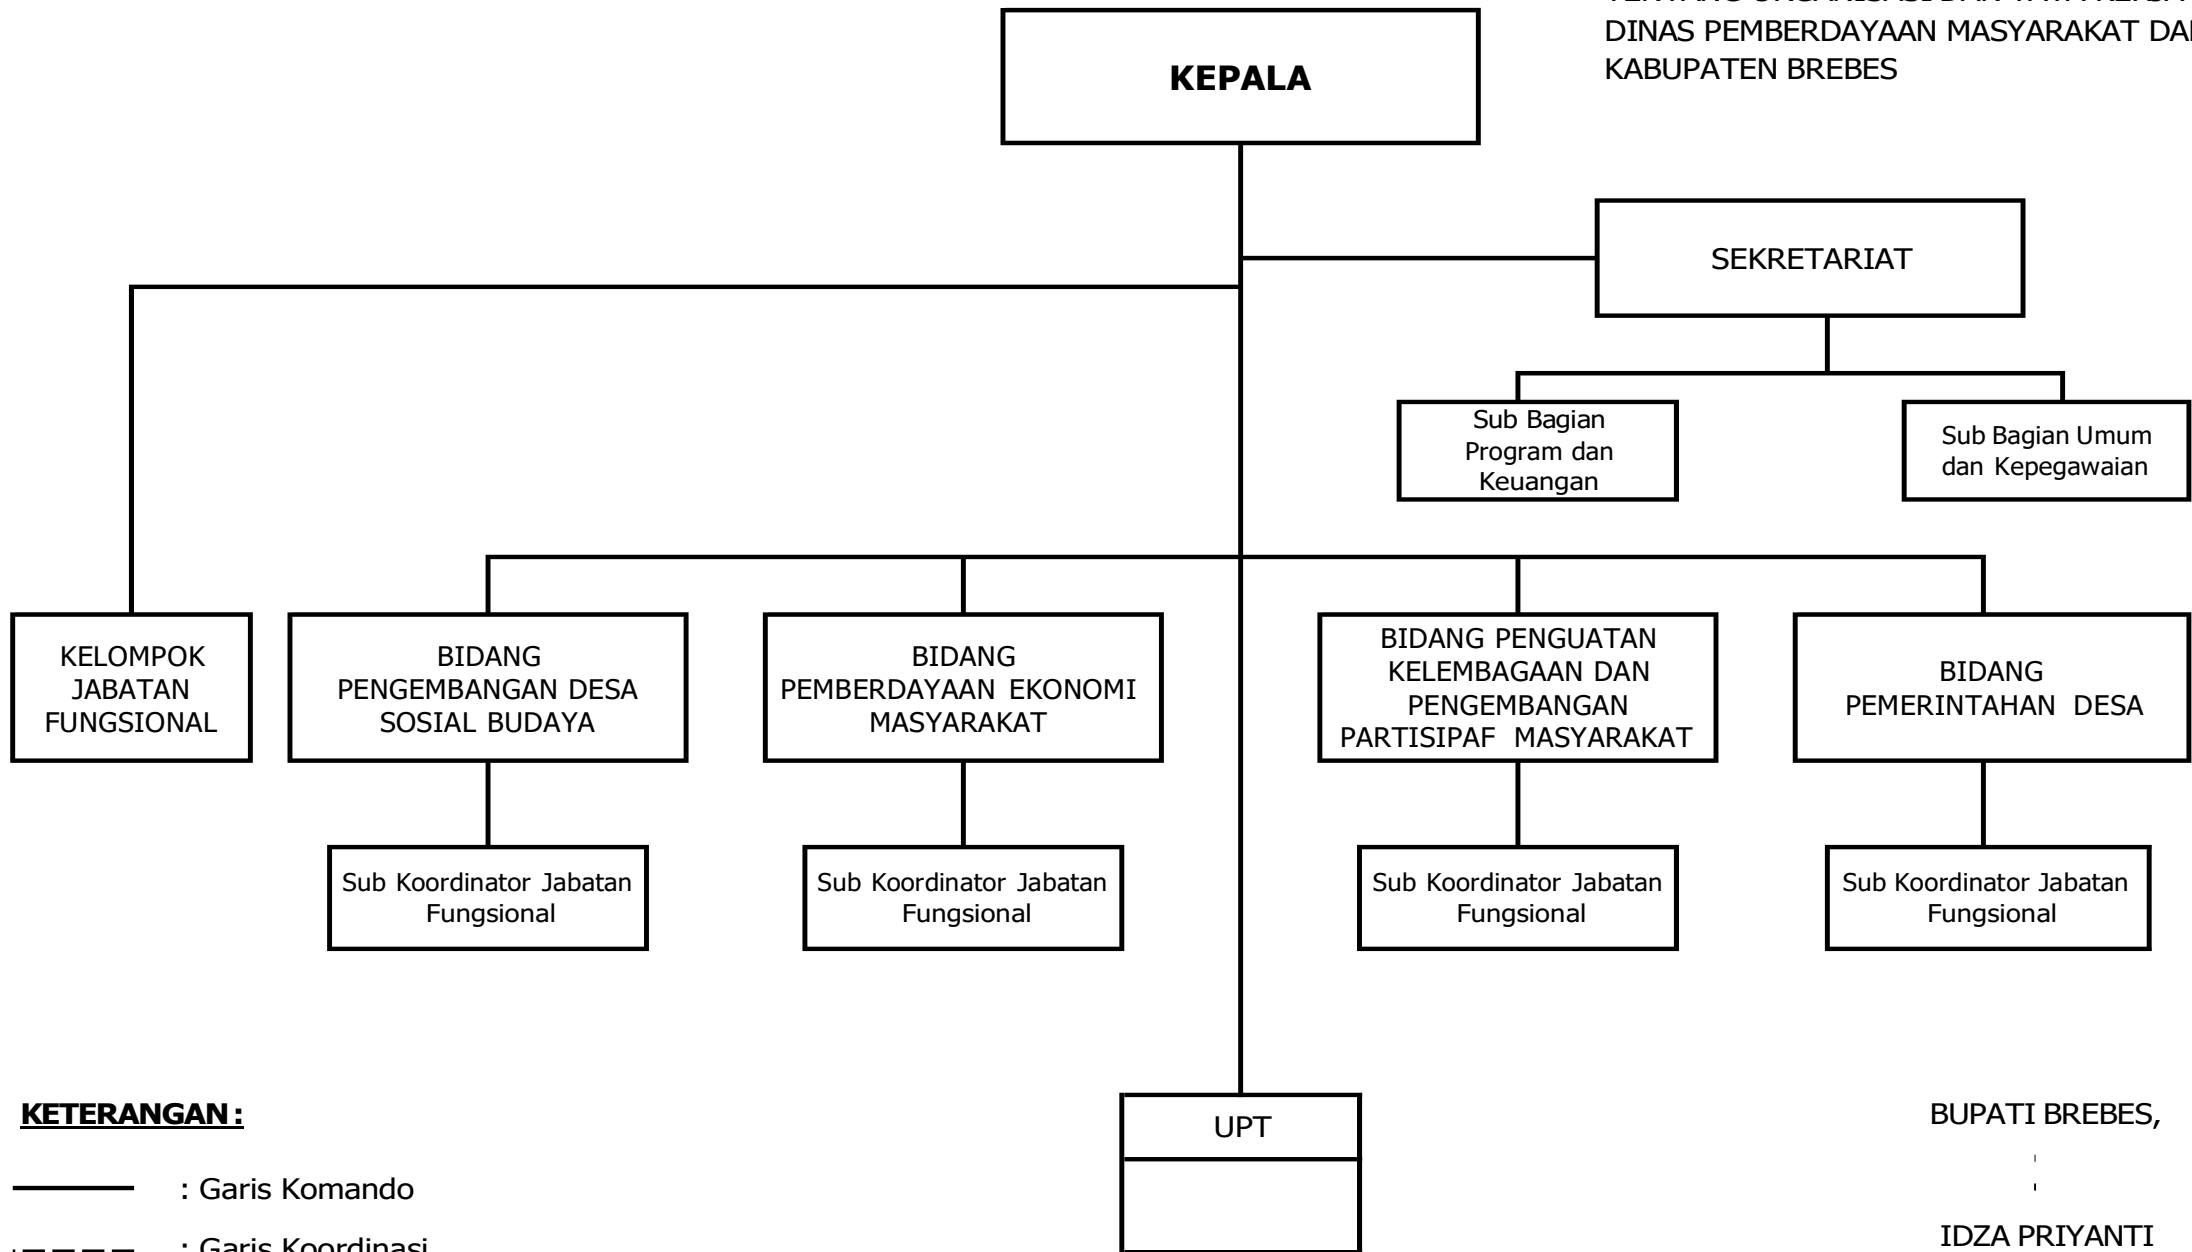 DINAS PEMBERDAYAAN MASYARAKAT
KABUPATEN BREBES
KEPALA
SEKRETARIAT
Sub Bagian
Program dan
Keuangan
Sub Bagian Umum
dan Kepegawaian
KELOMPOK
JABATAN
FUNGSIONAL
BIDANG
PENGEMBANGAN DESA
SOSIAL BUDAYA
BIDANG
PEMBERDAYAAN EKONOMI
MASYARAKAT
BIDANG PENGUATAN
KELEMBAGAAN DAN
PENGEMBANGAN
PARTISIPAF MASYARAKAT
BIDANG
PEMERINTAHAN DESA
Sub Koordinator Jabatan
Fungsional
Sub Koordinator Jabatan
Fungsional
Sub Koordinator Jabatan
Fungsional
Sub Koordinator Jabatan
Fungsional
UPT
KETERANGAN :
: Garis Komando
: Garis Koordinasi
BUPATI BREBES,
IDZA PRIYANTI